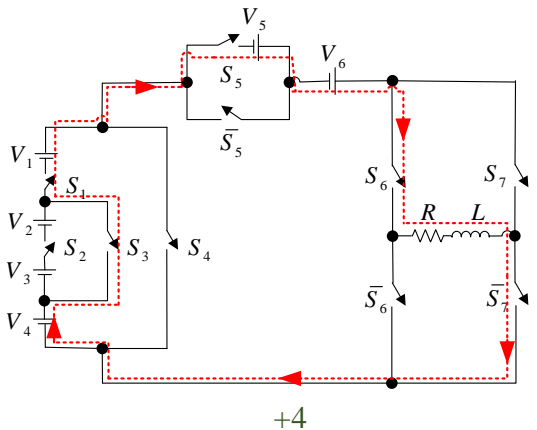 V₅
V₆
S₅
S̅₅
V₁
S₁
S₆
S₇
V₂
R
L
S₂
S₃
S₄
V₃
S̅₆
S̅₇
V₄
+4